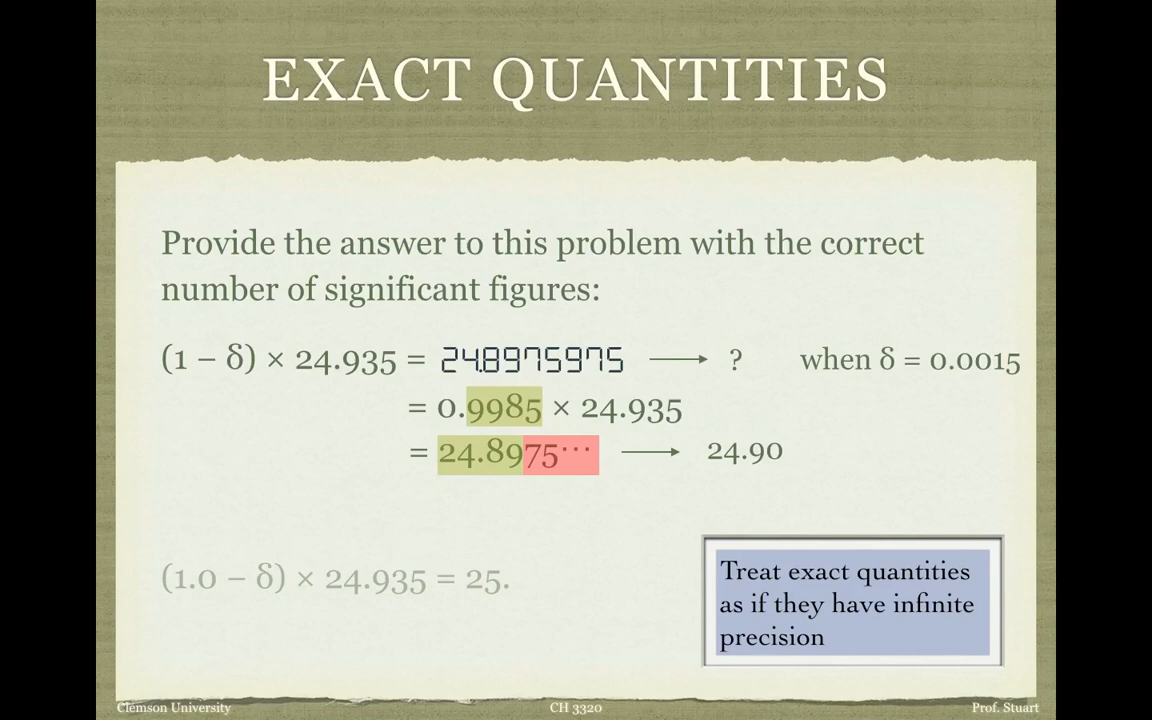 EXACT QUANTITIES
Provide the answer to this problem with the correct
number of significant figures:
(1 − δ) × 24.935 = 24.8975975 → ? when δ = 0.0015
= 0.9985 × 24.935
= 24.8975⋯ → 24.90
(1.0 − δ) × 24.935 = 25.
Treat exact quantities
as if they have infinite
precision
Clemson University CH 3320 Prof. Stuart